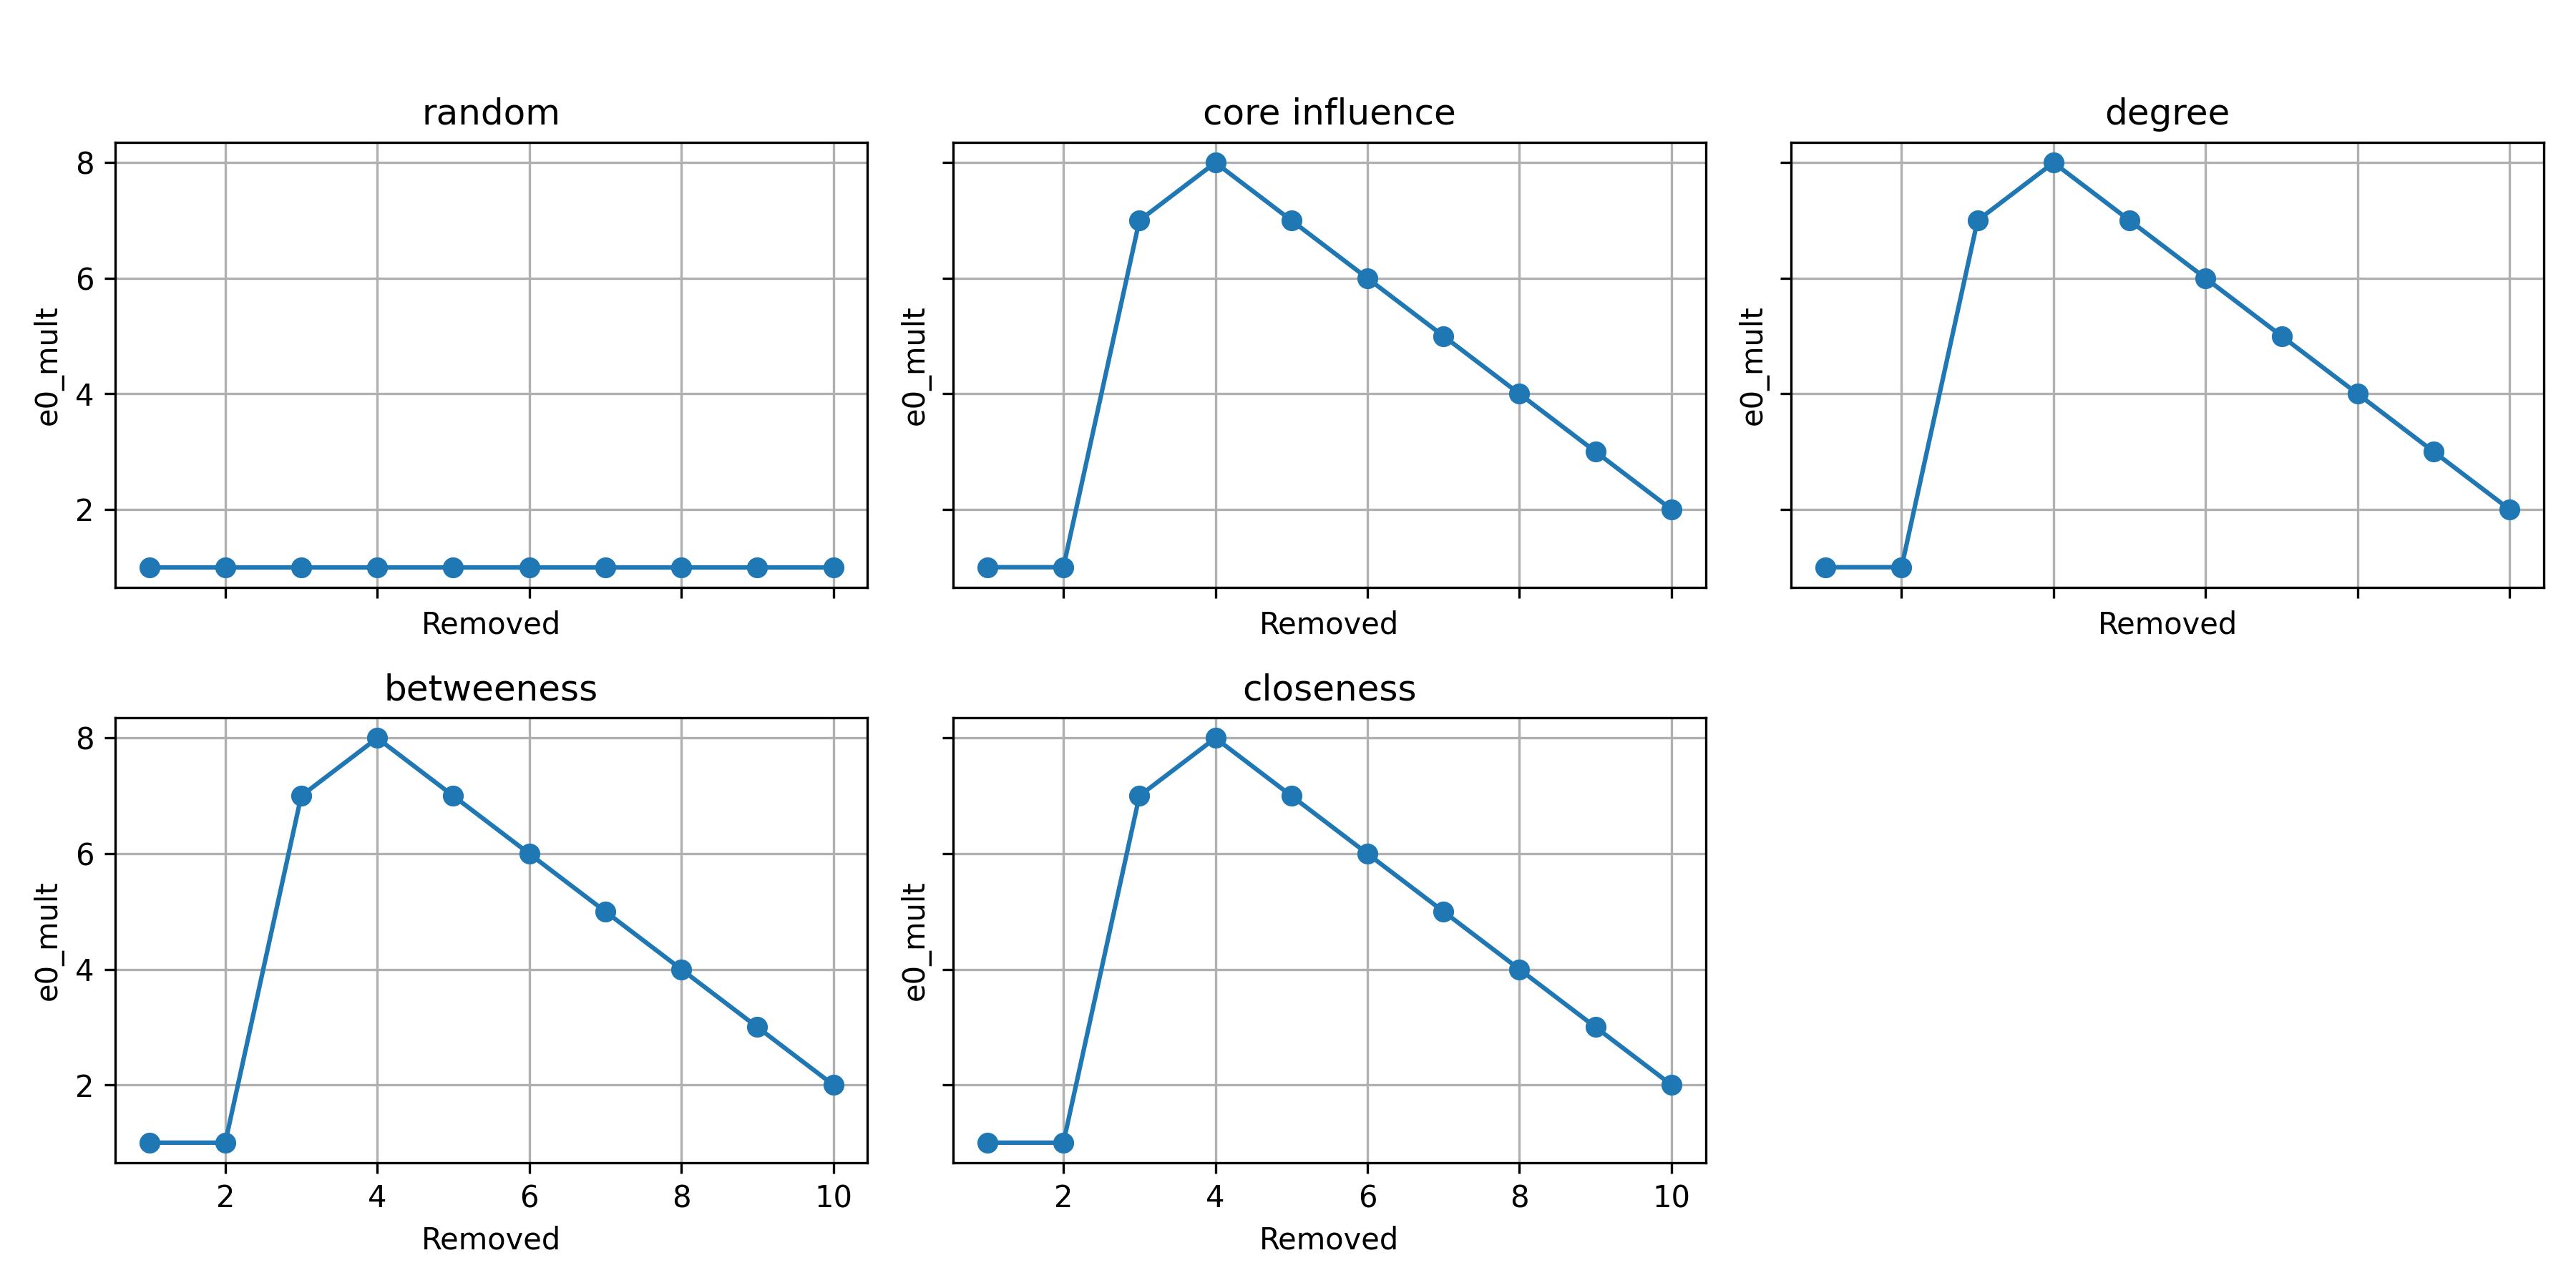 random
8
6
4
2
e0_mult
Removed
core influence
e0_mult
Removed
degree
e0_mult
Removed
betweeness
8
6
4
2
e0_mult
2 4 6 8 10
Removed
closeness
e0_mult
2 4 6 8 10
Removed